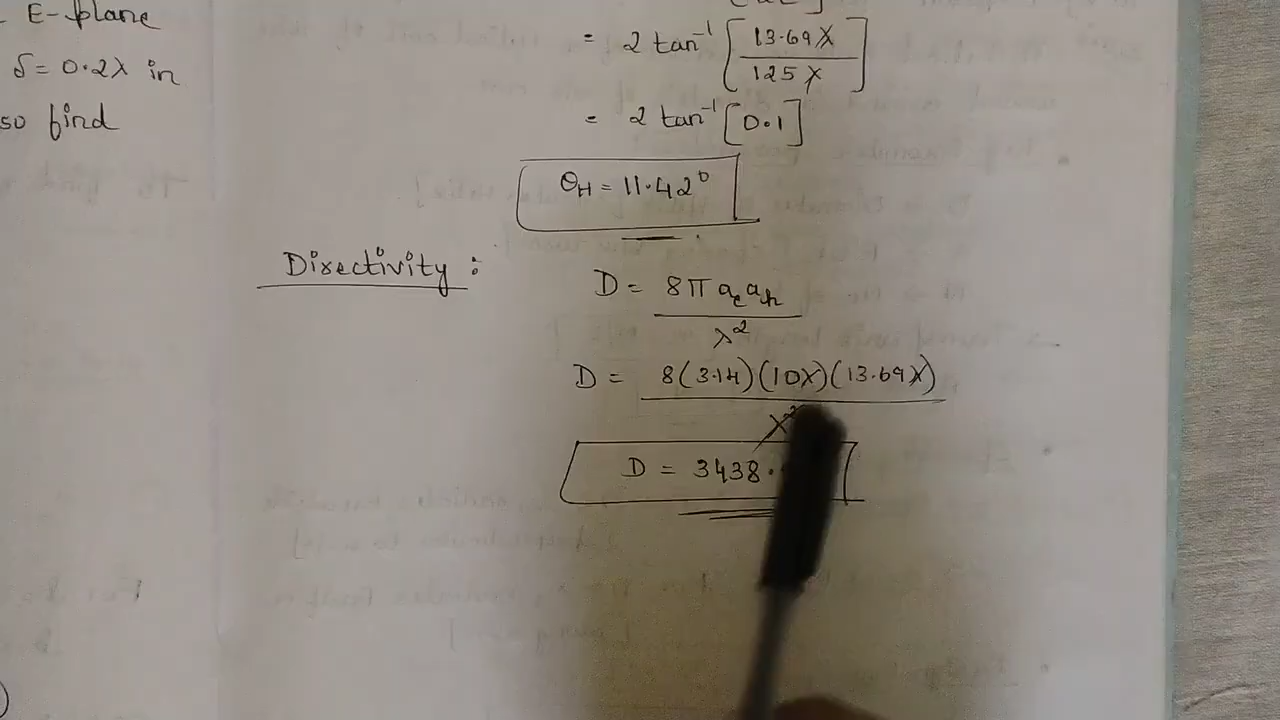 E-plane
δ = 0.2λ in
so find
= 2 tan⁻¹ [13.69λ / 125λ]
= 2 tan⁻¹ [0.1]
θH = 11.42°
Directivity :
D = 8π aₑ aₕ / λ²
D = 8(3.14)(10λ)(13.69λ) / λ²
D = 3438.